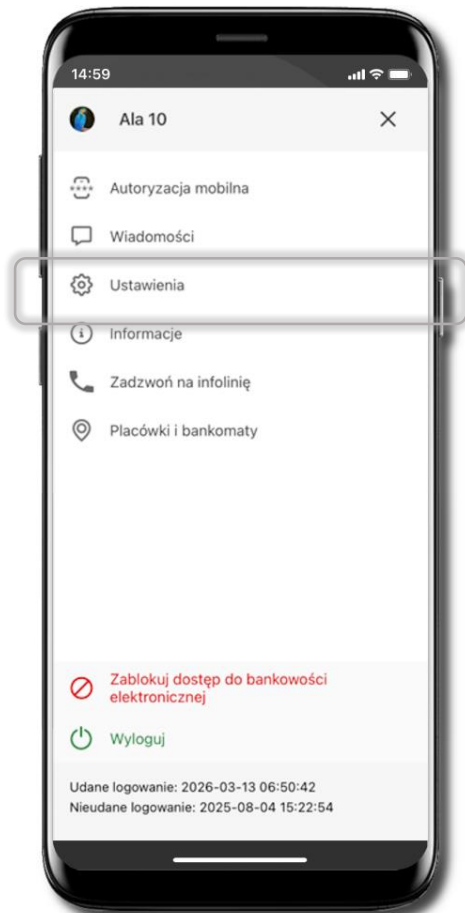 14:59
Ala 10
Autoryzacja mobilna
Wiadomości
Ustawienia
Informacje
Zadzwoń na infolinię
Placówki i bankomaty
Zablokuj dostęp do bankowości
elektronicznej
Wyloguj
Udane logowanie: 2026-03-13 06:50:42
Nieudane logowanie: 2025-08-04 15:22:54